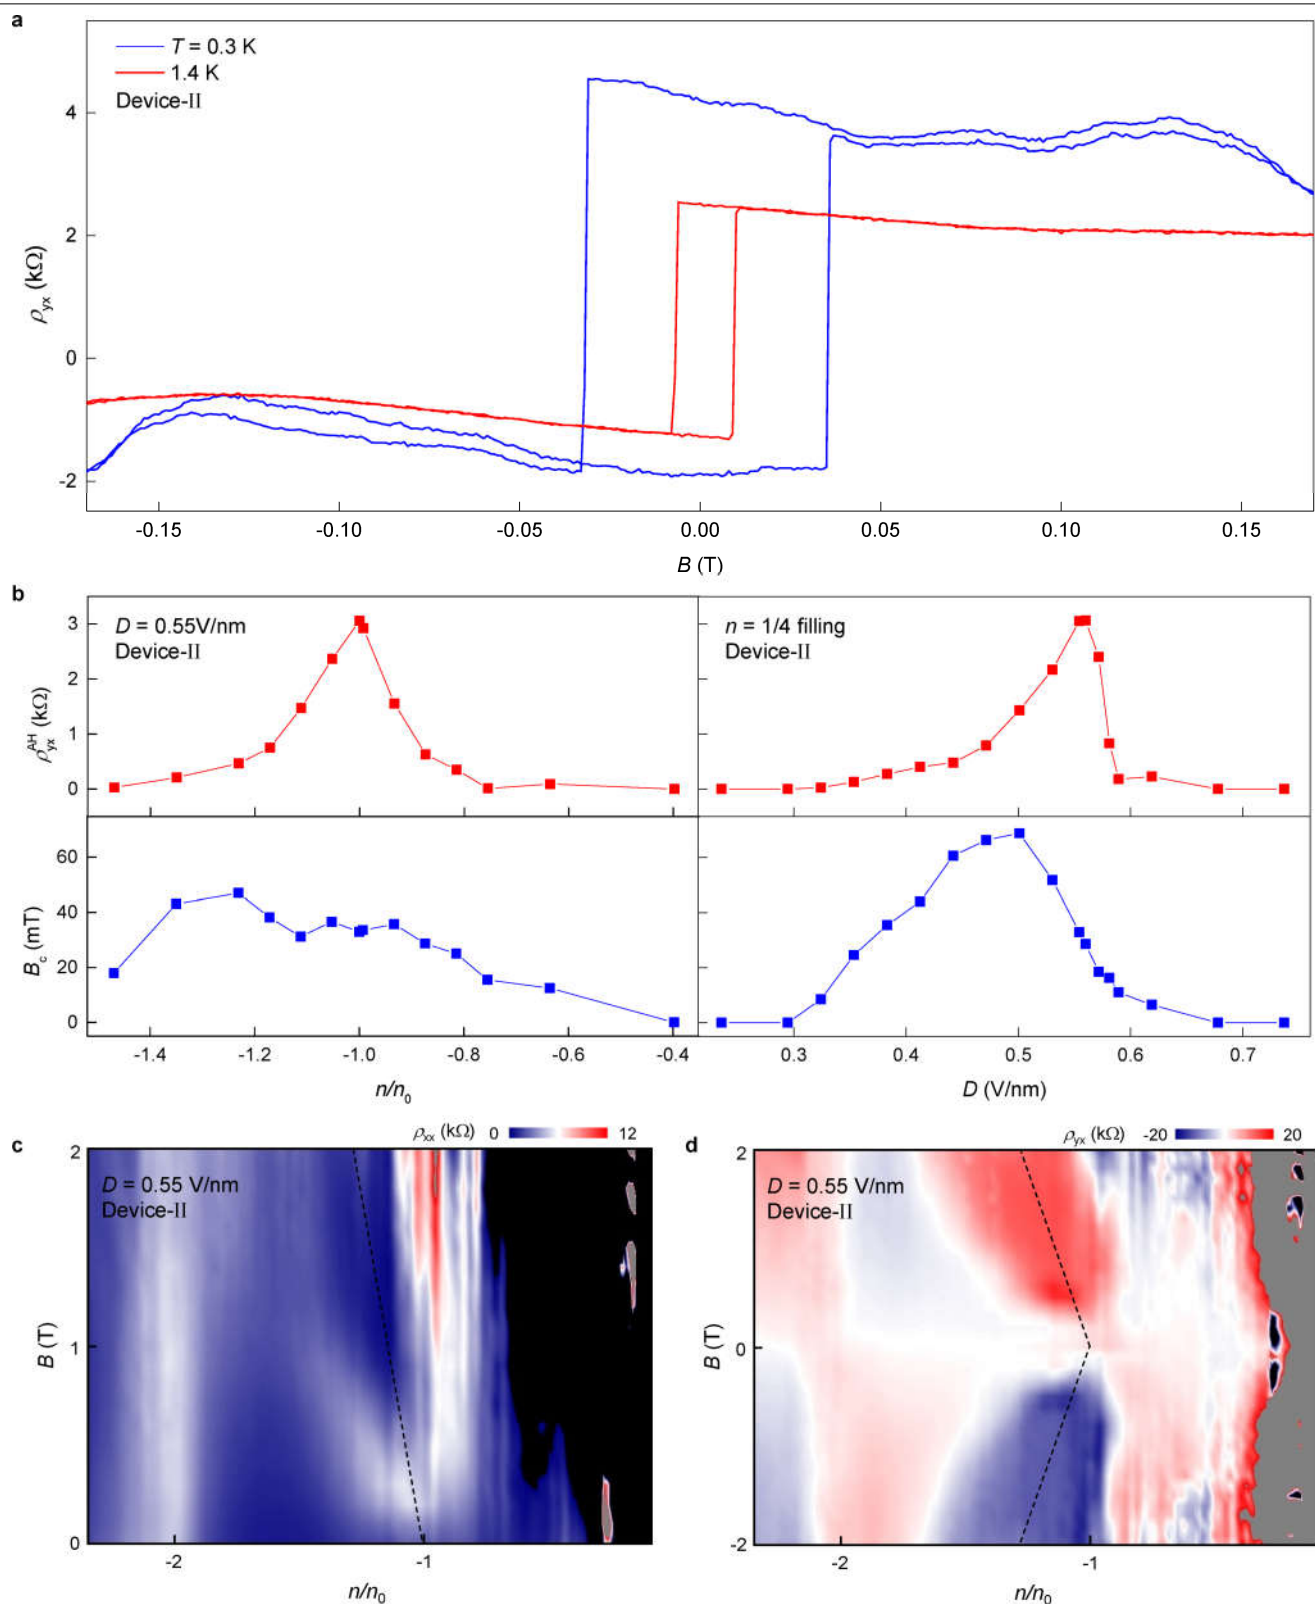 a
T = 0.3 K
1.4 K
Device-II
4
2
0
-2
ρyx (kΩ)
-0.15 -0.10 -0.05 0.00 0.05 0.10 0.15
B (T)
b
D = 0.55V/nm
Device-II
n = 1/4 filling
Device-II
3
2
1
0
ρyxAH (kΩ)
60
40
20
0
Bc (mT)
-1.4 -1.2 -1.0 -0.8 -0.6 -0.4
n/n0
0.3 0.4 0.5 0.6 0.7
D (V/nm)
c
ρxx (kΩ) 0 12
D = 0.55 V/nm
Device-II
2
1
0
B (T)
-2 -1
n/n0
d
ρyx (kΩ) -20 20
D = 0.55 V/nm
Device-II
2
0
-2
B (T)
-2 -1
n/n0